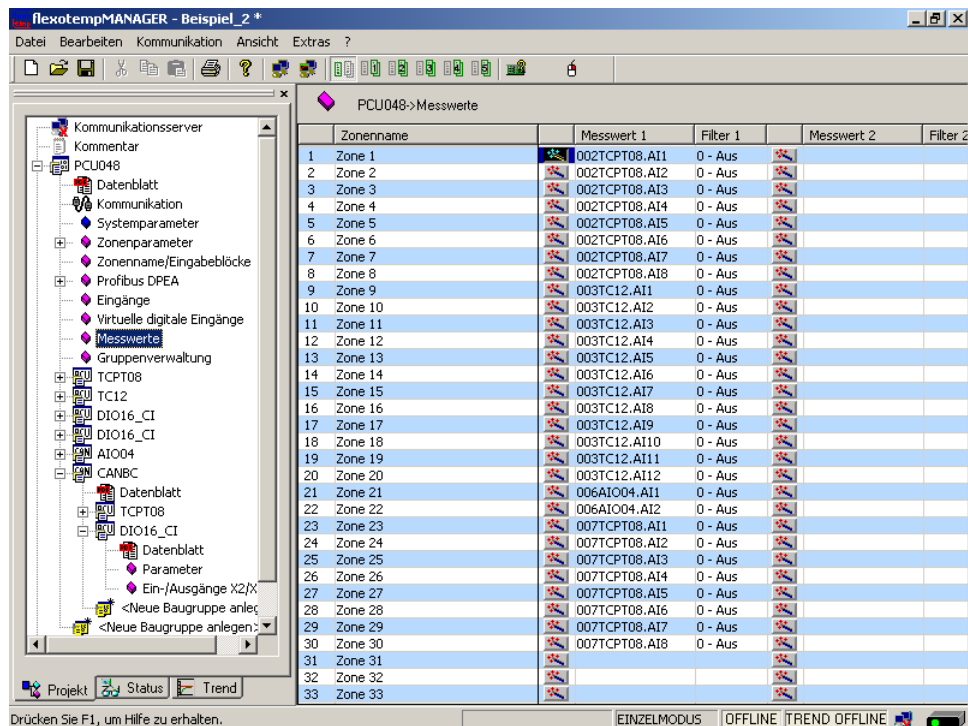 flexotempMANAGER - Beispiel_2 *
Datei Bearbeiten Kommunikation Ansicht Extras ?
PCU048->Messwerte
Kommunikationsserver
Kommentar
PCU048
Datenblatt
Kommunikation
Systemparameter
Zonenparameter
Zonenname/Eingabeblöcke
Profibus DPEA
Eingänge
Virtuelle digitale Eingänge
Messwerte
Gruppenverwaltung
TCPT08
TC12
DIO16_CI
DIO16_CI
AIO04
CANBC
Datenblatt
TCPT08
DIO16_CI
Datenblatt
Parameter
Ein-/Ausgänge X2/X
<Neue Baugruppe anleg
<Neue Baugruppe anlegen>
Projekt Status Trend
Zonenname Messwert 1 Filter 1 Messwert 2 Filter 2
1 Zone 1 002TCPT08.AI1 0 - Aus
2 Zone 2 002TCPT08.AI2 0 - Aus
3 Zone 3 002TCPT08.AI3 0 - Aus
4 Zone 4 002TCPT08.AI4 0 - Aus
5 Zone 5 002TCPT08.AI5 0 - Aus
6 Zone 6 002TCPT08.AI6 0 - Aus
7 Zone 7 002TCPT08.AI7 0 - Aus
8 Zone 8 002TCPT08.AI8 0 - Aus
9 Zone 9 003TC12.AI1 0 - Aus
10 Zone 10 003TC12.AI2 0 - Aus
11 Zone 11 003TC12.AI3 0 - Aus
12 Zone 12 003TC12.AI4 0 - Aus
13 Zone 13 003TC12.AI5 0 - Aus
14 Zone 14 003TC12.AI6 0 - Aus
15 Zone 15 003TC12.AI7 0 - Aus
16 Zone 16 003TC12.AI8 0 - Aus
17 Zone 17 003TC12.AI9 0 - Aus
18 Zone 18 003TC12.AI10 0 - Aus
19 Zone 19 003TC12.AI11 0 - Aus
20 Zone 20 003TC12.AI12 0 - Aus
21 Zone 21 006AIO04.AI1 0 - Aus
22 Zone 22 006AIO04.AI2 0 - Aus
23 Zone 23 007TCPT08.AI1 0 - Aus
24 Zone 24 007TCPT08.AI2 0 - Aus
25 Zone 25 007TCPT08.AI3 0 - Aus
26 Zone 26 007TCPT08.AI4 0 - Aus
27 Zone 27 007TCPT08.AI5 0 - Aus
28 Zone 28 007TCPT08.AI6 0 - Aus
29 Zone 29 007TCPT08.AI7 0 - Aus
30 Zone 30 007TCPT08.AI8 0 - Aus
31 Zone 31
32 Zone 32
33 Zone 33
Drücken Sie F1, um Hilfe zu erhalten. EINZELMODUS OFFLINE TREND OFFLINE